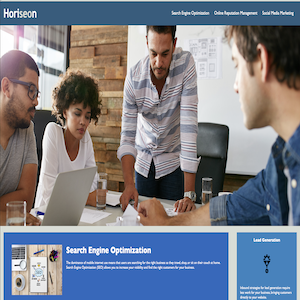 Horiseon
Search Engine Optimization Online Reputation Management Social Media Marketing
Search Engine Optimization
The dominance of mobile internet use means that users are searching for the right business as they travel, shop or sit on their couch at home.
Search Engine Optimization (SEO) allows you to increase your visibility and find the right customers for your business.
Lead Generation
Inbound strategies for lead generation require
less work for your business, bringing customers
directly to your website.